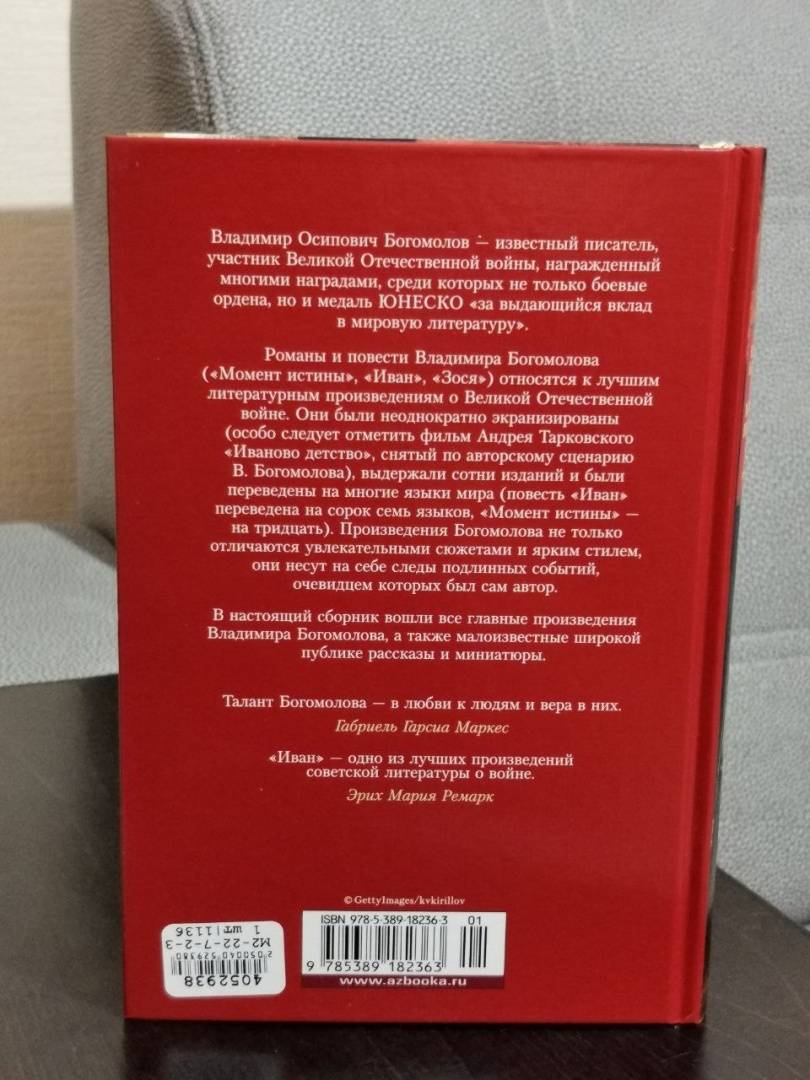 Владимир Осипович Богомолов — известный писатель,
участник Великой Отечественной войны, награжденный
многими наградами, среди которых не только боевые
ордена, но и медаль ЮНЕСКО «за выдающийся вклад
в мировую литературу».
Романы и повести Владимира Богомолова
(«Момент истины», «Иван», «Зося») относятся к лучшим
литературным произведениям о Великой Отечественной
войне. Они были неоднократно экранизированы
(особо следует отметить фильм Андрея Тарковского
«Иваново детство», снятый по авторскому сценарию
В. Богомолова), выдержали сотни изданий и были
переведены на многие языки мира (повесть «Иван»
переведена на сорок семь языков, «Момент истины» —
на тридцать). Произведения Богомолова не только
отличаются увлекательными сюжетами и ярким стилем,
они несут на себе следы подлинных событий,
очевидцем которых был сам автор.
В настоящий сборник вошли все главные произведения
Владимира Богомолова, а также малоизвестные широкой
публике рассказы и миниатюры.
Талант Богомолова — в любви к людям и вера в них.
Габриель Гарсиа Маркес
«Иван» — одно из лучших произведений
советской литературы о войне.
Эрих Мария Ремарк
© GettyImages/kvkirillov
ISBN 978-5-389-18236-3 01
9 785389 182363
www.azbooka.ru
4052938
2 050040 529380
М2-22-7-2-3
1 шт|11136